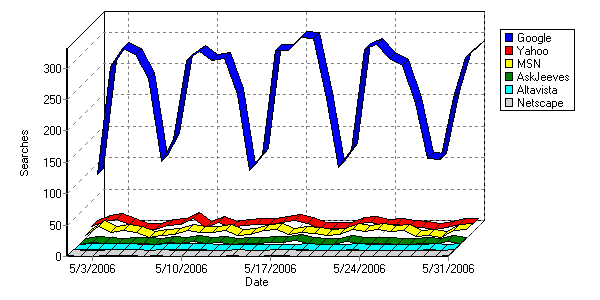 300
250
200
150
100
50
0
Searches
5/3/2006
5/10/2006
5/17/2006
5/24/2006
5/31/2006
Date
Google
Yahoo
MSN
AskJeeves
Altavista
Netscape